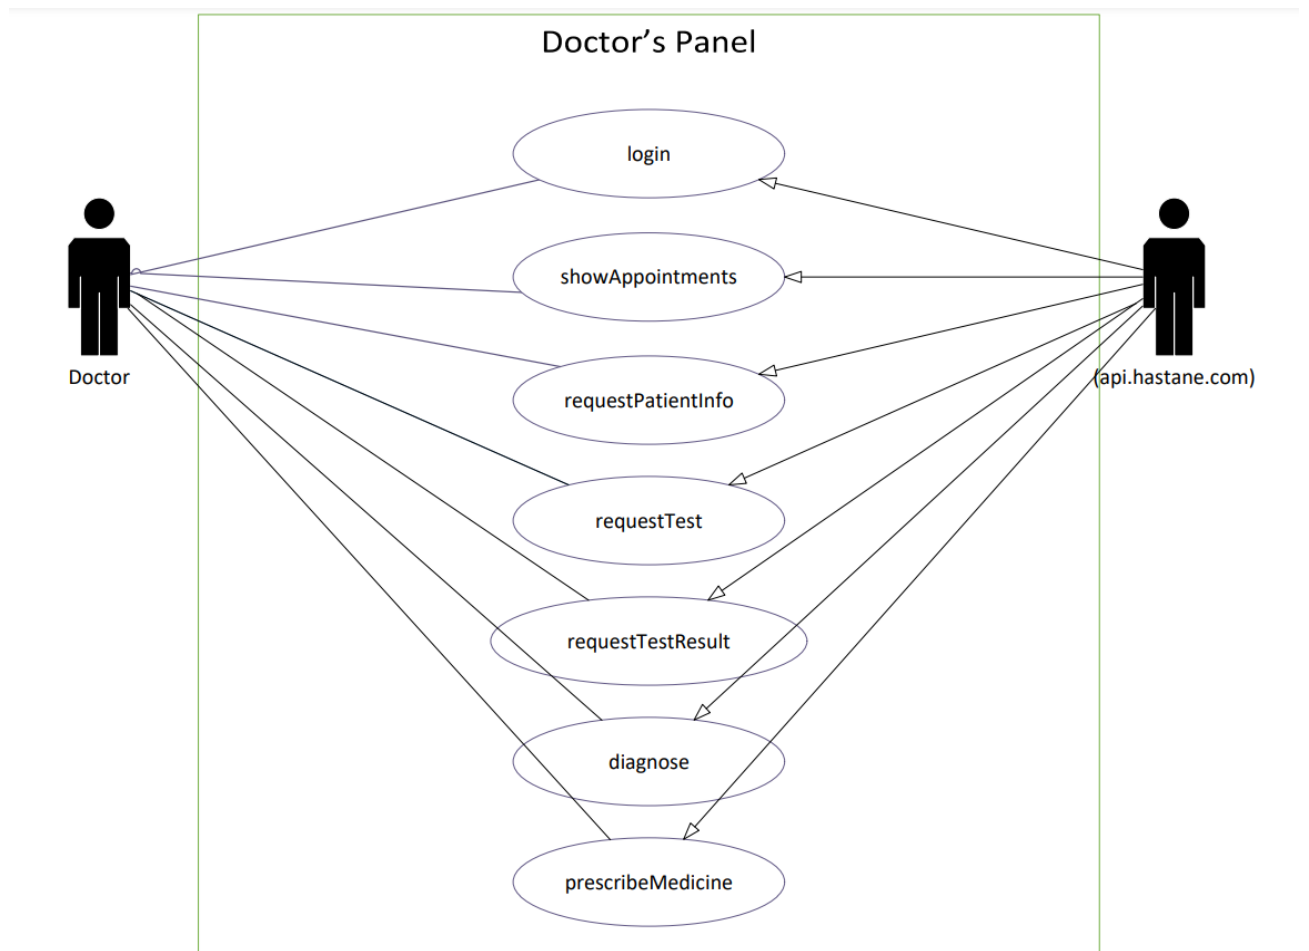 Doctor's Panel
login
showAppointments
Doctor
(api.hastane.com)
requestPatientInfo
requestTest
requestTestResult
diagnose
prescribeMedicine